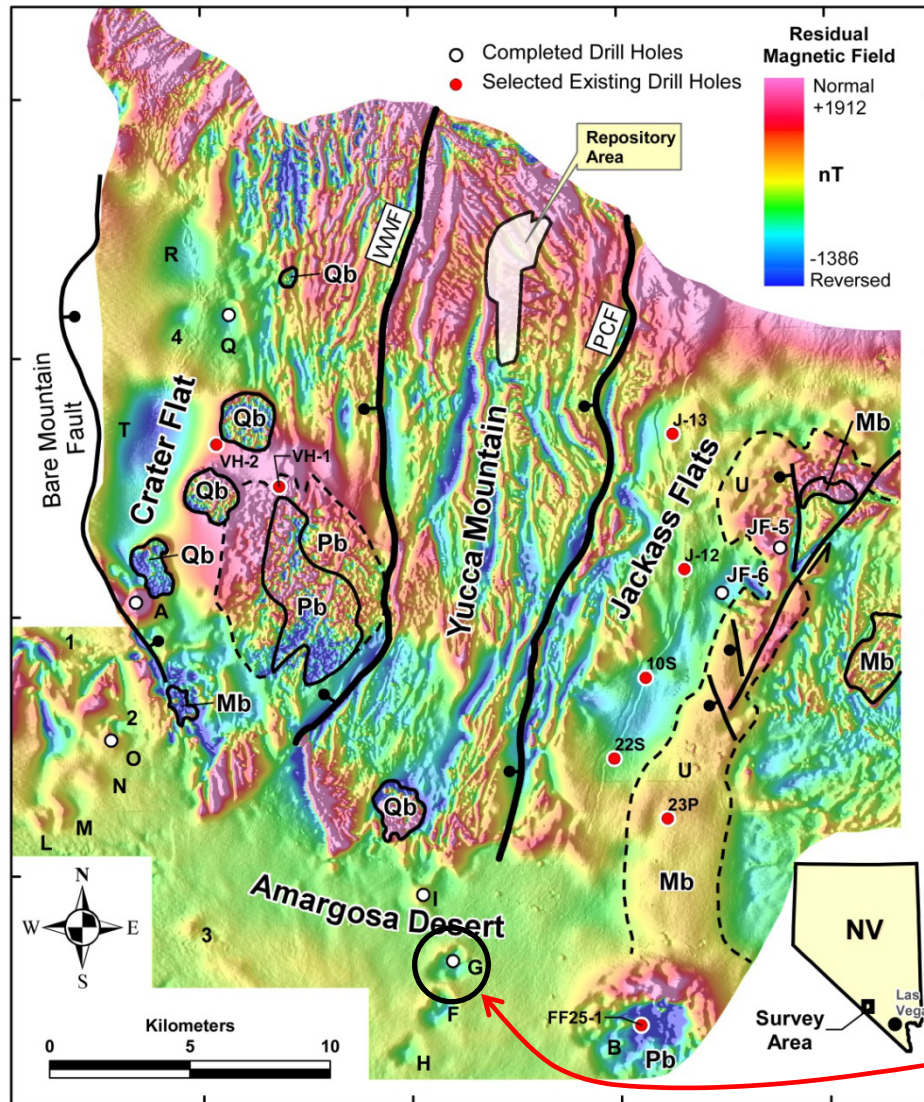 Completed Drill Holes
Selected Existing Drill Holes
Residual
Magnetic Field
Normal
+1912
nT
-1386
Reversed
Repository
Area
WWF
R
Qb
PCF
4
Q
Bare Mountain
Fault
Crater Flat
T
Qb
VH-2
VH-1
J-13
Mb
U
Qb
Pb
Yucca Mountain
Jackass Flats
JF-5
Qb
J-12
JF-6
A
Pb
1
Mb
10S
Mb
2
O
N
22S
U
M
L
Qb
23P
Mb
N
W
E
S
Amargosa Desert
I
3
G
NV
F
FF25-1
B
Pb
H
Las
Vega
Survey
Area
Kilometers
0
5
10